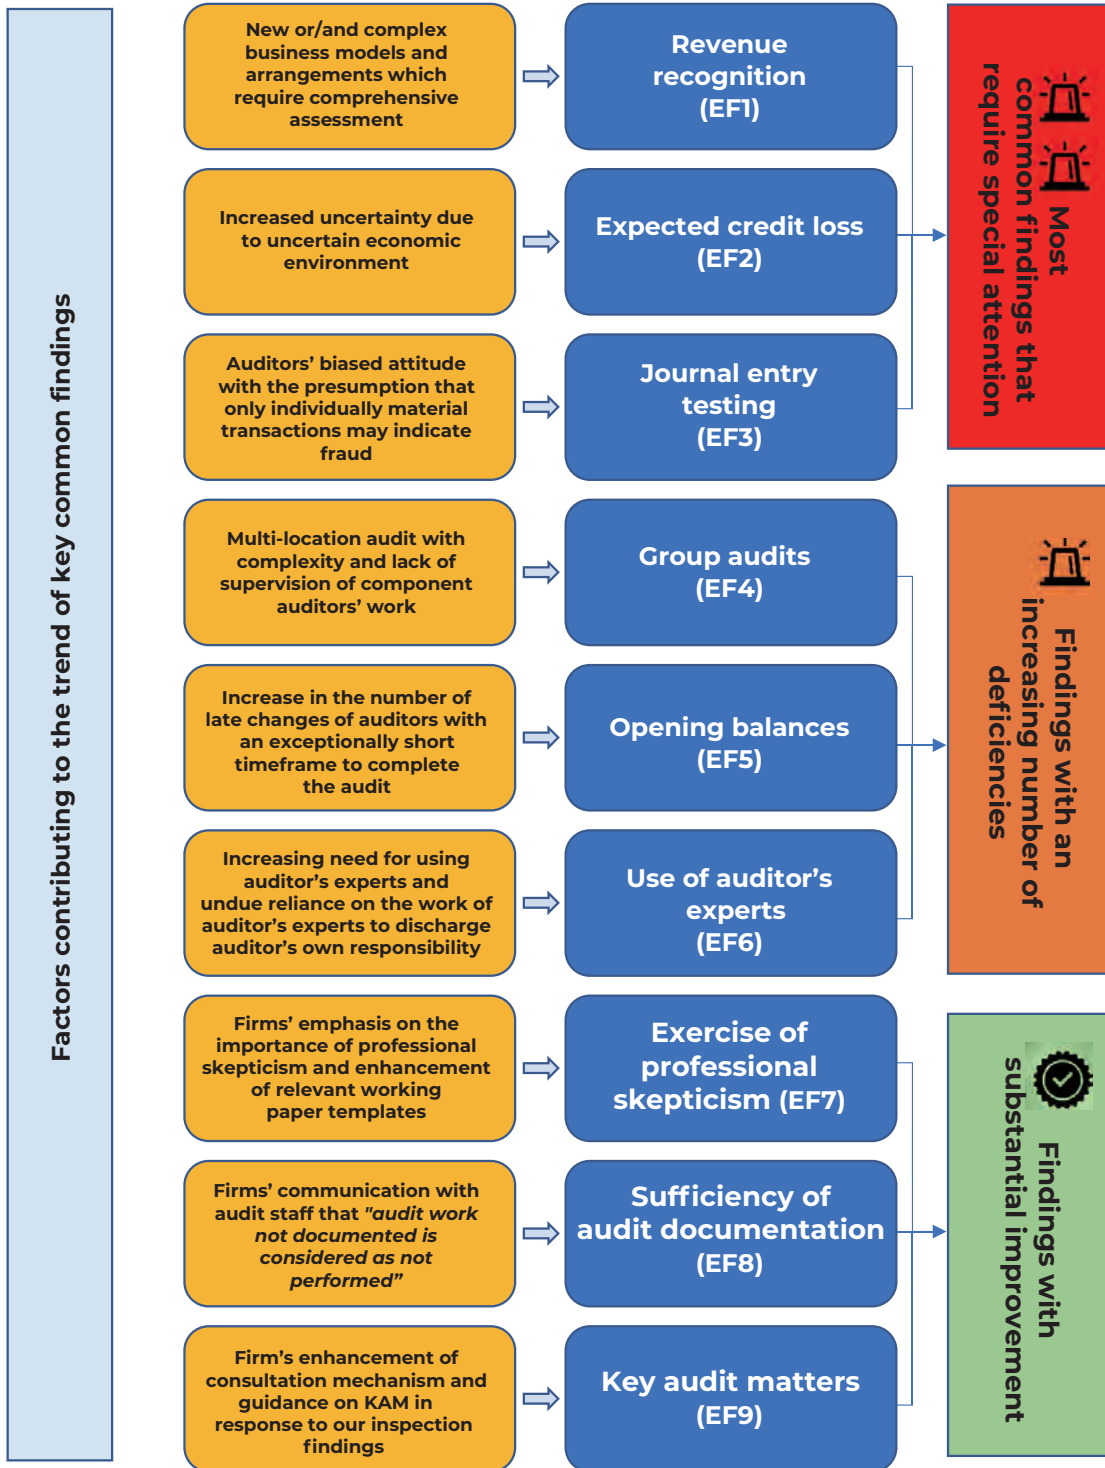 Factors contributing to the trend of key common findings
New or/and complex
business models and
arrangements which
require comprehensive
assessment
Revenue
recognition
(EF1)
Increased uncertainty due
to uncertain economic
environment
Expected credit loss
(EF2)
Auditors’ biased attitude
with the presumption that
only individually material
transactions may indicate
fraud
Journal entry
testing
(EF3)
Most
common findings that
require special attention
Multi-location audit with
complexity and lack of
supervision of component
auditors’ work
Group audits
(EF4)
Increase in the number of
late changes of auditors with
an exceptionally short
timeframe to complete
the audit
Opening balances
(EF5)
Increasing need for using
auditor’s experts and
undue reliance on the work of
auditor’s experts to discharge
auditor’s own responsibility
Use of auditor’s
experts
(EF6)
Findings with an
increasing number of
deficiencies
Firms’ emphasis on the
importance of professional
skepticism and enhancement
of relevant working
paper templates
Exercise of
professional
skepticism (EF7)
Firms’ communication with
audit staff that "audit work
not documented is
considered as not
performed”
Sufficiency of
audit documentation
(EF8)
Firm’s enhancement of
consultation mechanism and
guidance on KAM in
response to our inspection
findings
Key audit matters
(EF9)
Findings with
substantial improvement